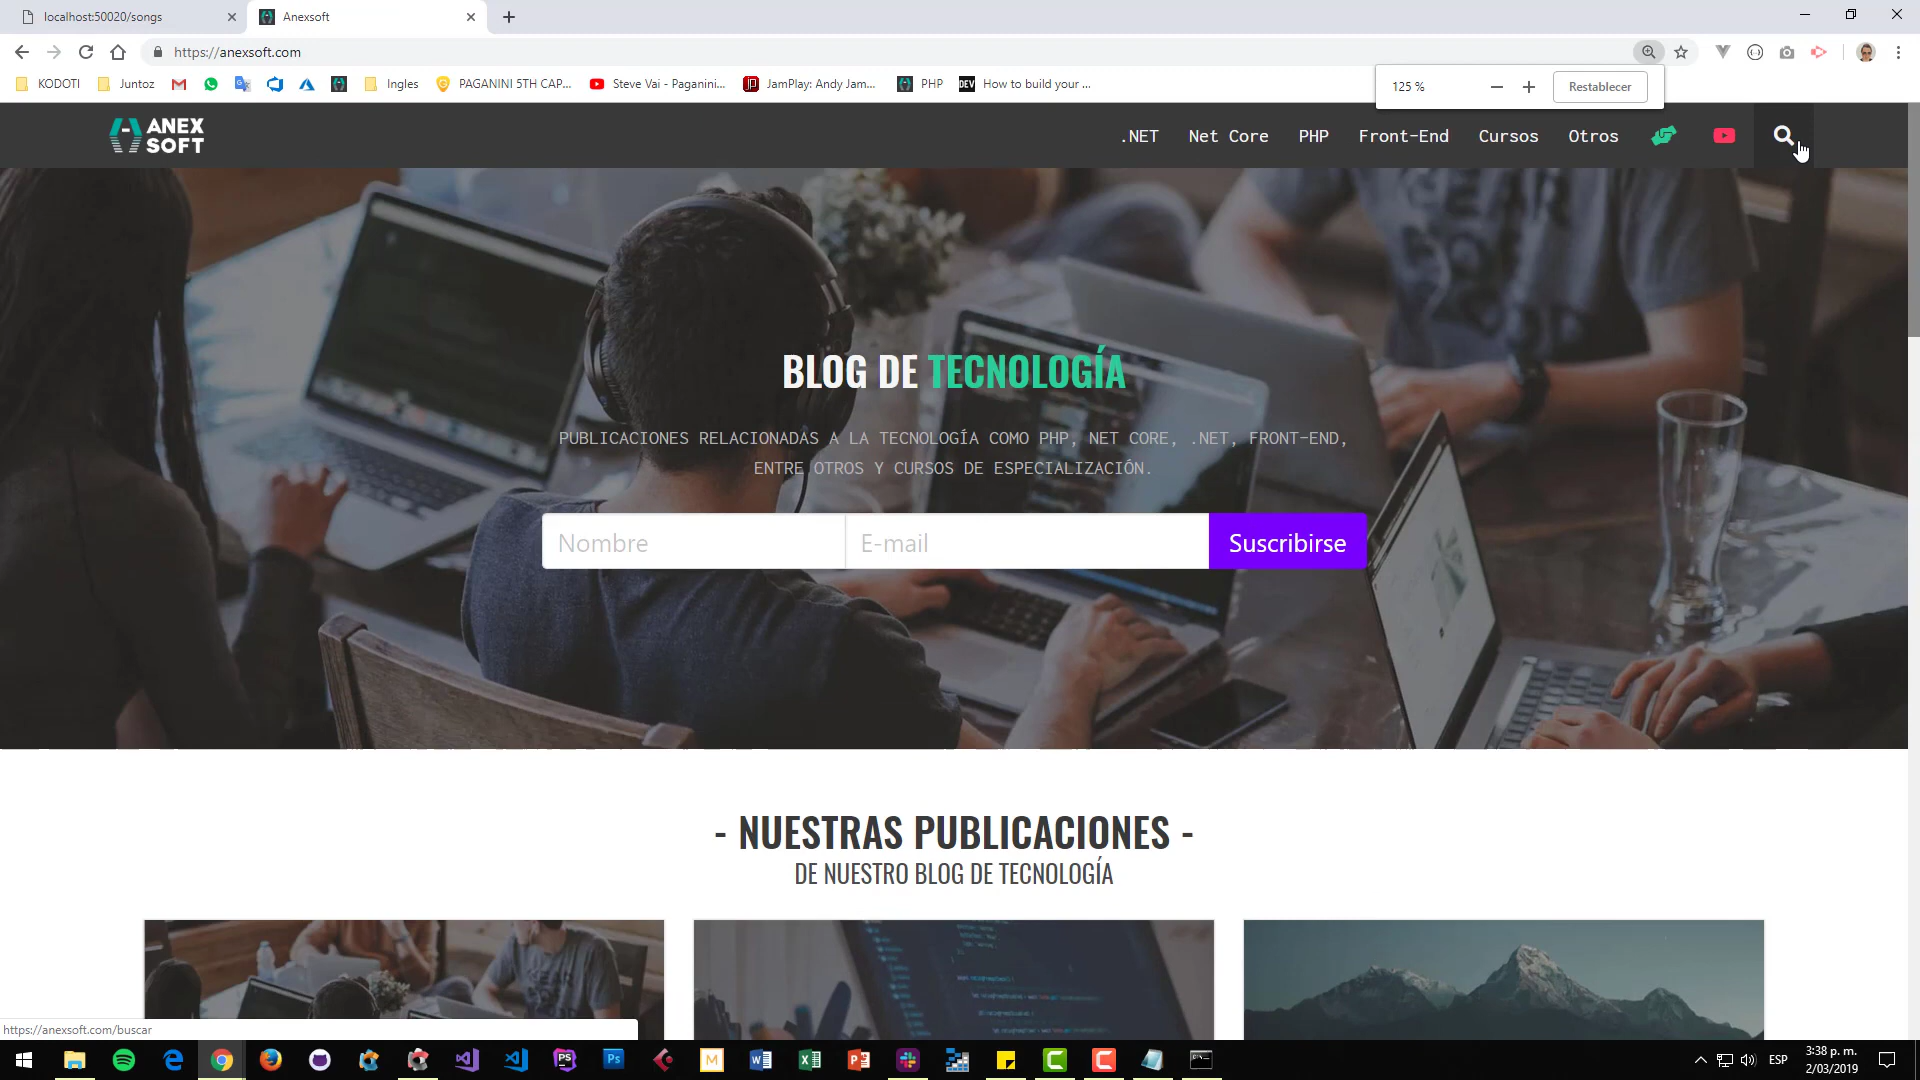 localhost:50020/songs
Anexsoft
https://anexsoft.com
KODOTI
Juntoz
Ingles
PAGANINI 5TH CAP...
Steve Vai - Paganini...
JamPlay: Andy Jam...
PHP
DEV
How to build your ...
125 %
Restablecer
ANEX
SOFT
.NET
Net Core
PHP
Front-End
Cursos
Otros
BLOG DE TECNOLOGÍA
PUBLICACIONES RELACIONADAS A LA TECNOLOGÍA COMO PHP, NET CORE, .NET, FRONT-END,
ENTRE OTROS Y CURSOS DE ESPECIALIZACIÓN.
Nombre
E-mail
Suscribirse
- NUESTRAS PUBLICACIONES -
DE NUESTRO BLOG DE TECNOLOGÍA
https://anexsoft.com/buscar
ESP
3:38 p. m.
2/03/2019